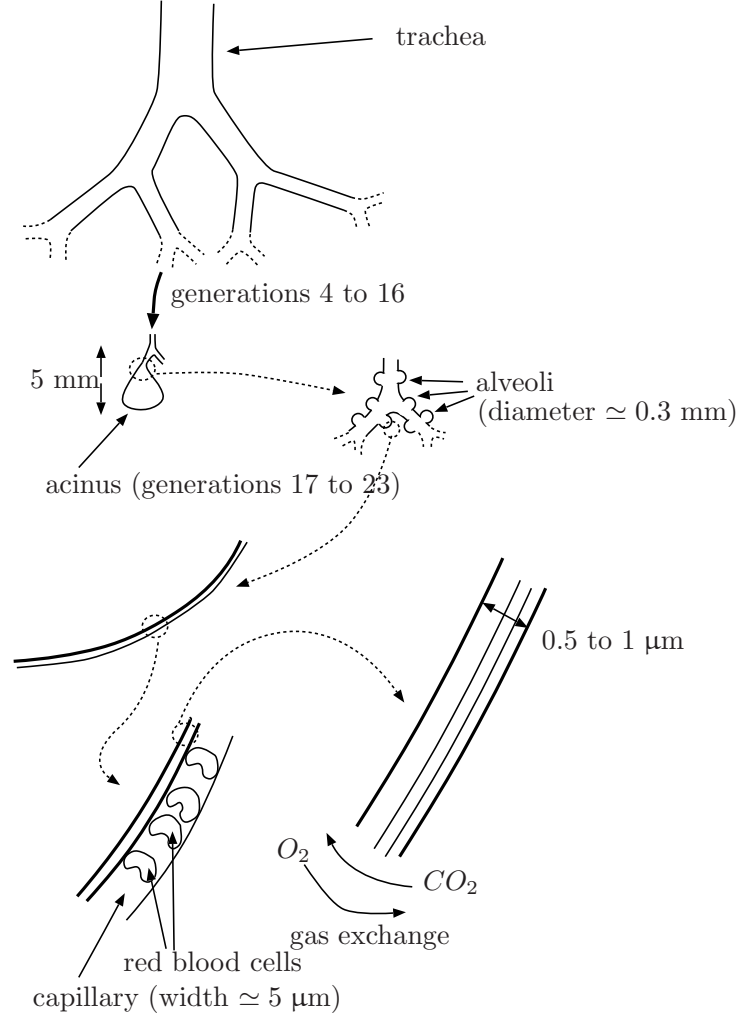 trachea
generations 4 to 16
5 mm
alveoli
(diameter ≃ 0.3 mm)
acinus (generations 17 to 23)
0.5 to 1 μm
O₂
CO₂
gas exchange
red blood cells
capillary (width ≃ 5 μm)